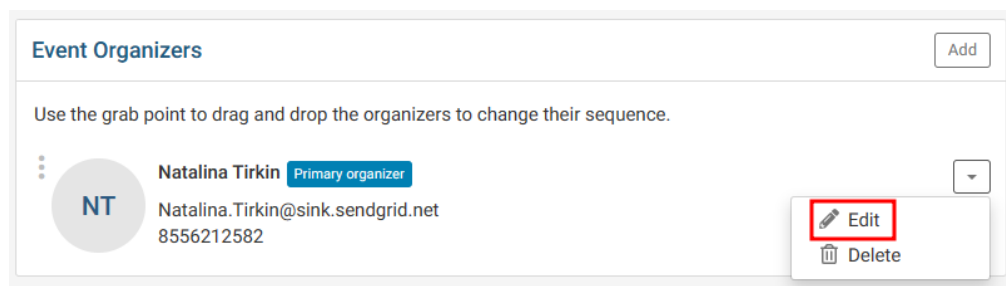 Event Organizers
Add
Use the grab point to drag and drop the organizers to change their sequence.
NT
Natalina Tirkin Primary organizer
Natalina.Tirkin@sink.sendgrid.net
8556212582
Edit
Delete